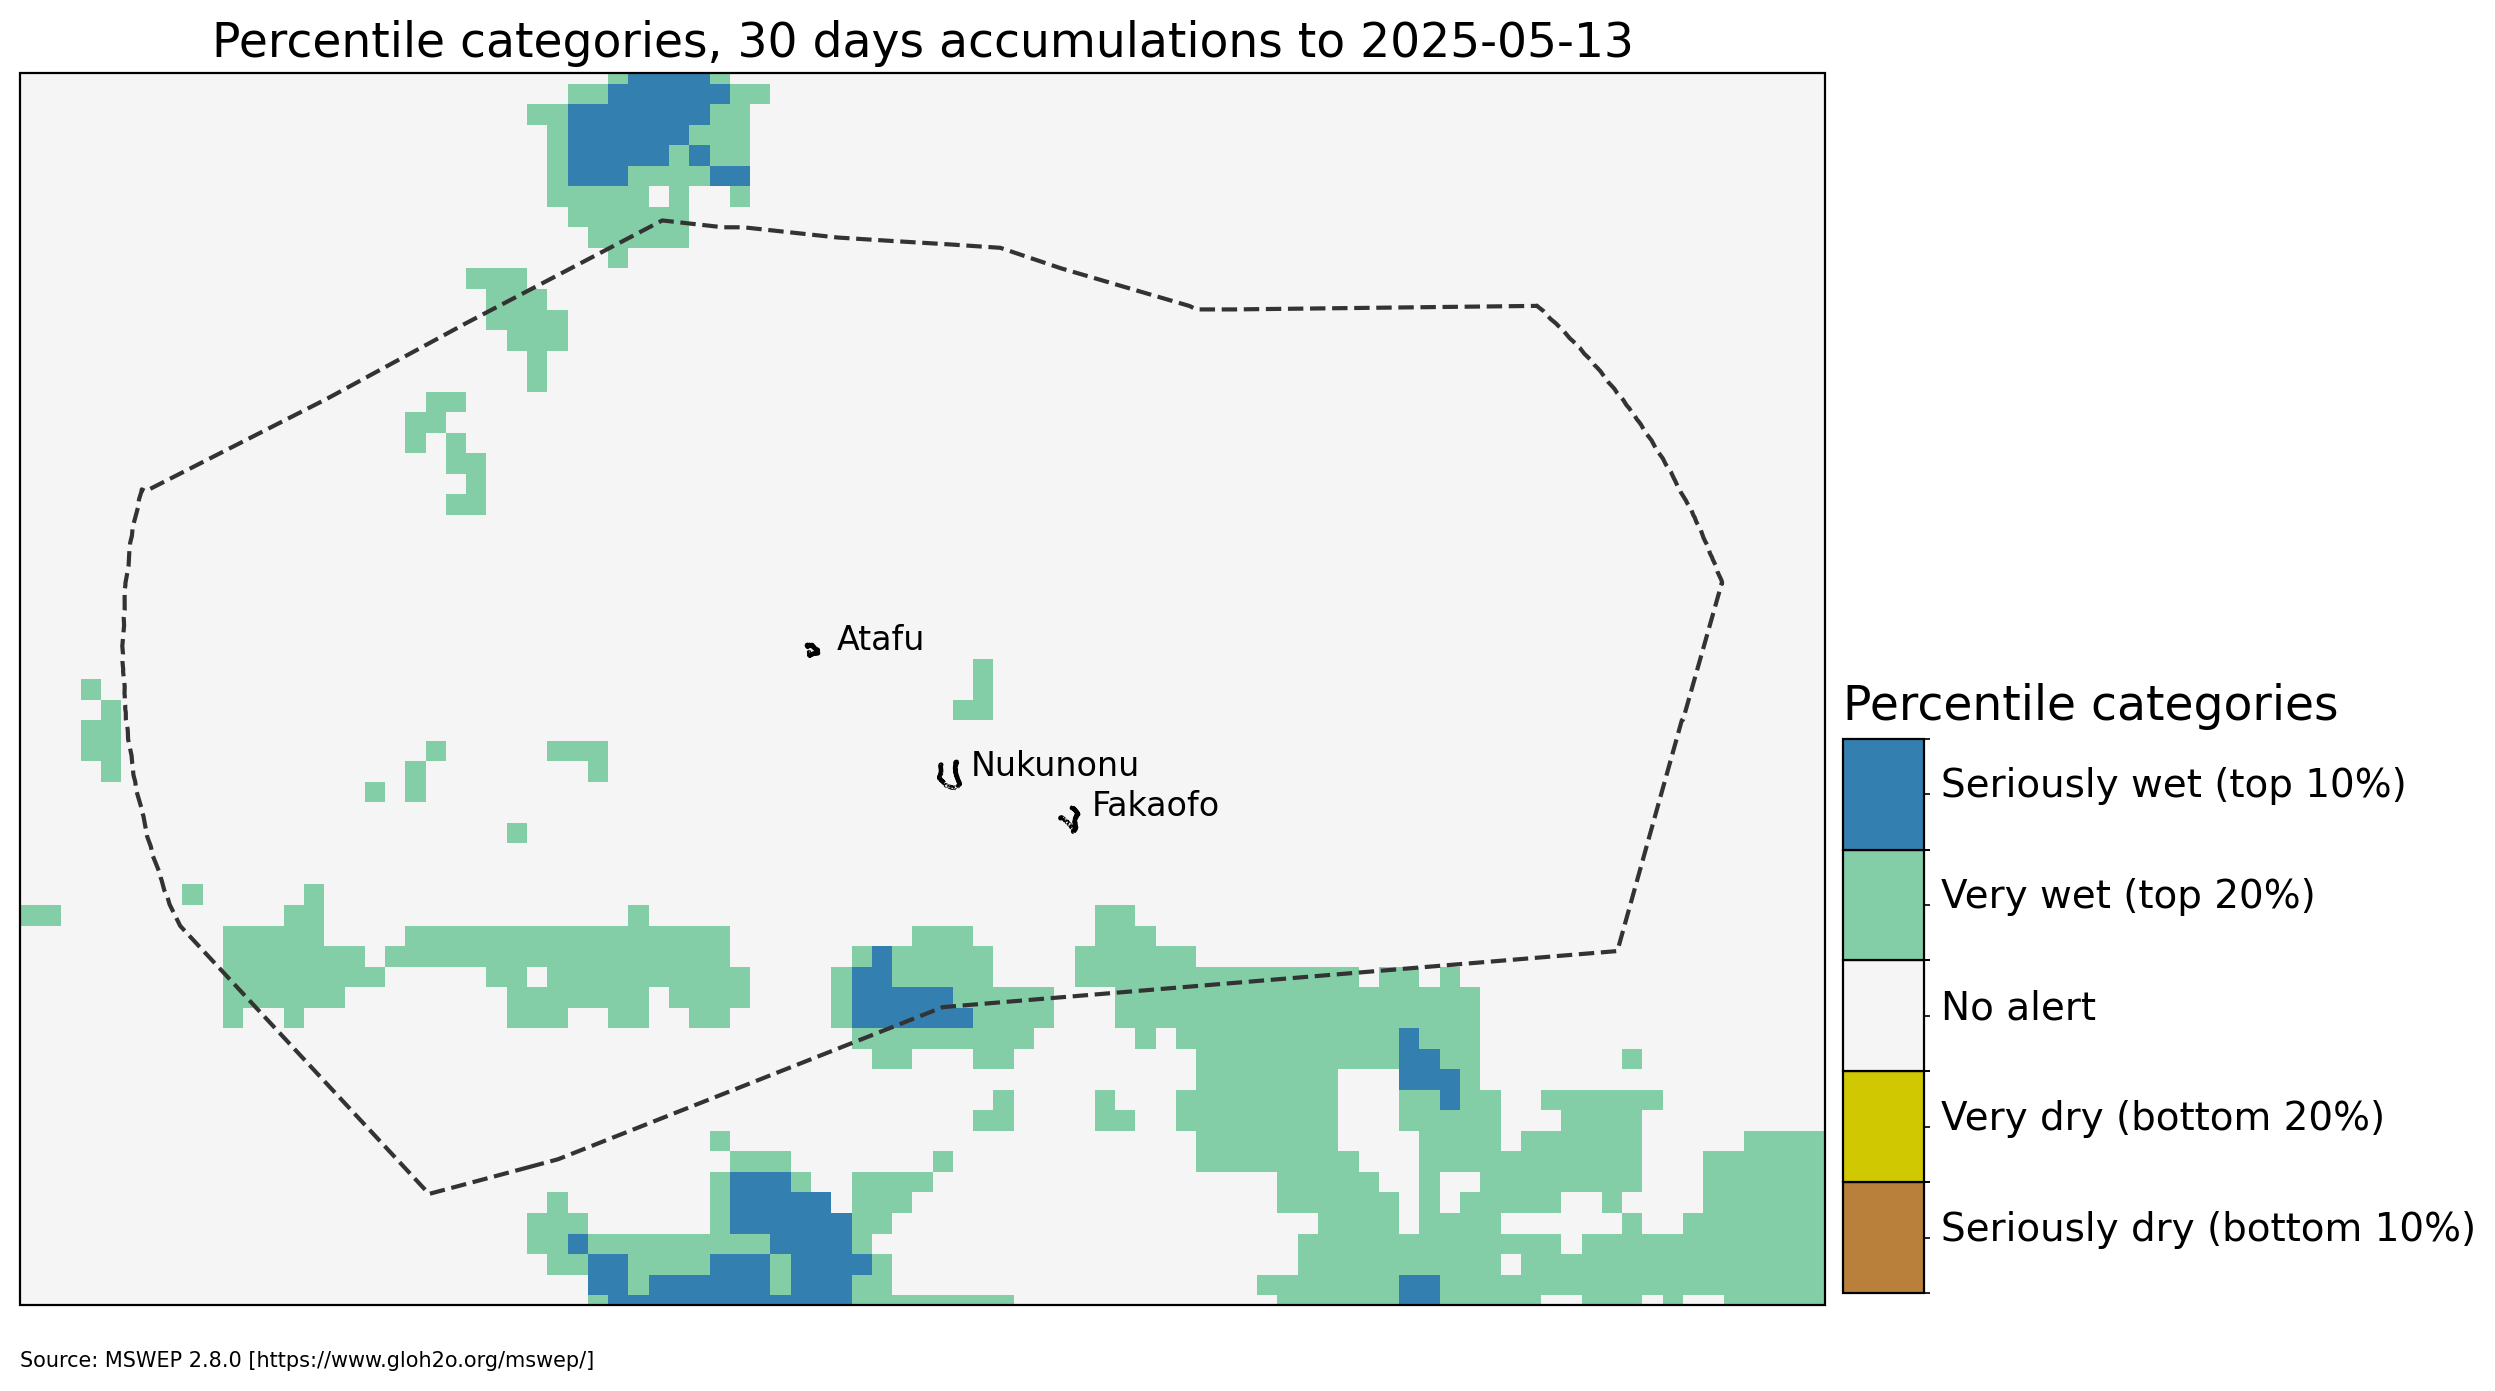 Percentile categories, 30 days accumulations to 2025-05-13
Atafu
Nukunonu
Fakaofo
Percentile categories
Seriously wet (top 10%)
Very wet (top 20%)
No alert
Very dry (bottom 20%)
Seriously dry (bottom 10%)
Source: MSWEP 2.8.0 [https://www.gloh2o.org/mswep/]